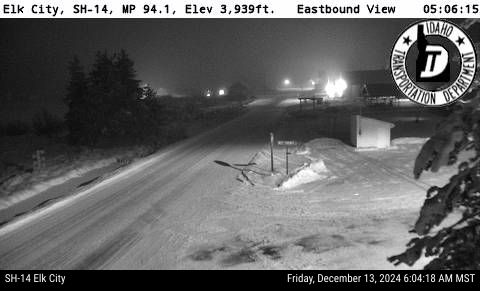 Elk City, SH-14, MP 94.1, Elev 3,939ft. Eastbound View 05:06:15
IDAHO
TRANSPORTATION DEPARTMENT
SH-14 Elk City Friday, December 13, 2024 6:04:18 AM MST